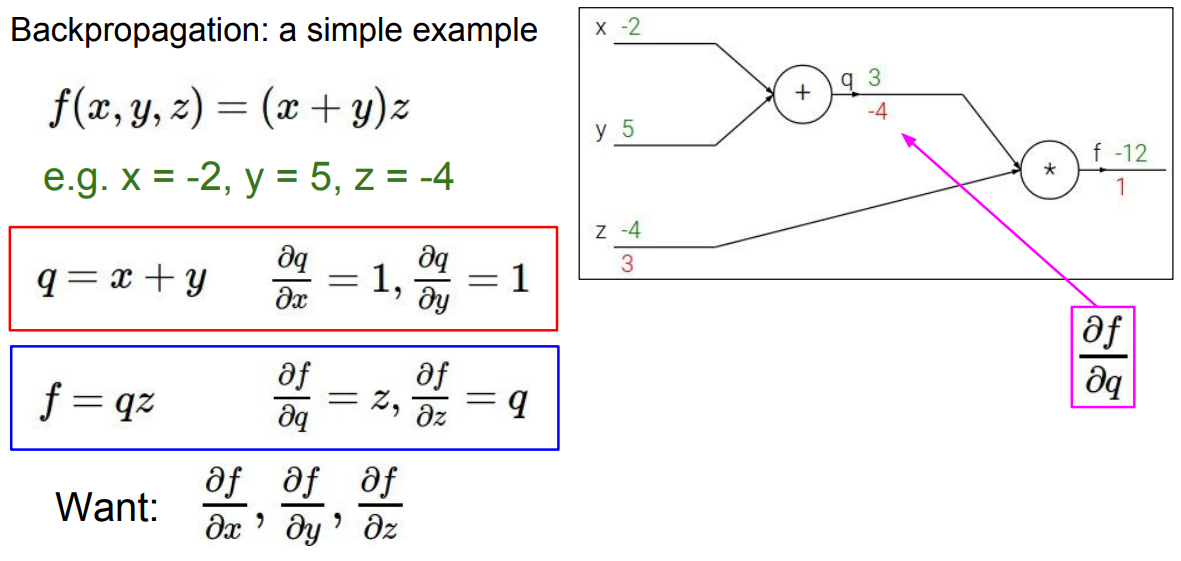 Backpropagation: a simple example
f(x, y, z) = (x + y)z
e.g. x = -2, y = 5, z = -4
q = x + y    ∂q/∂x = 1, ∂q/∂y = 1
f = qz    ∂f/∂q = z, ∂f/∂z = q
Want: ∂f/∂x, ∂f/∂y, ∂f/∂z
x -2
+
q 3
-4
y 5
*
f -12
1
z -4
3
∂f/∂q